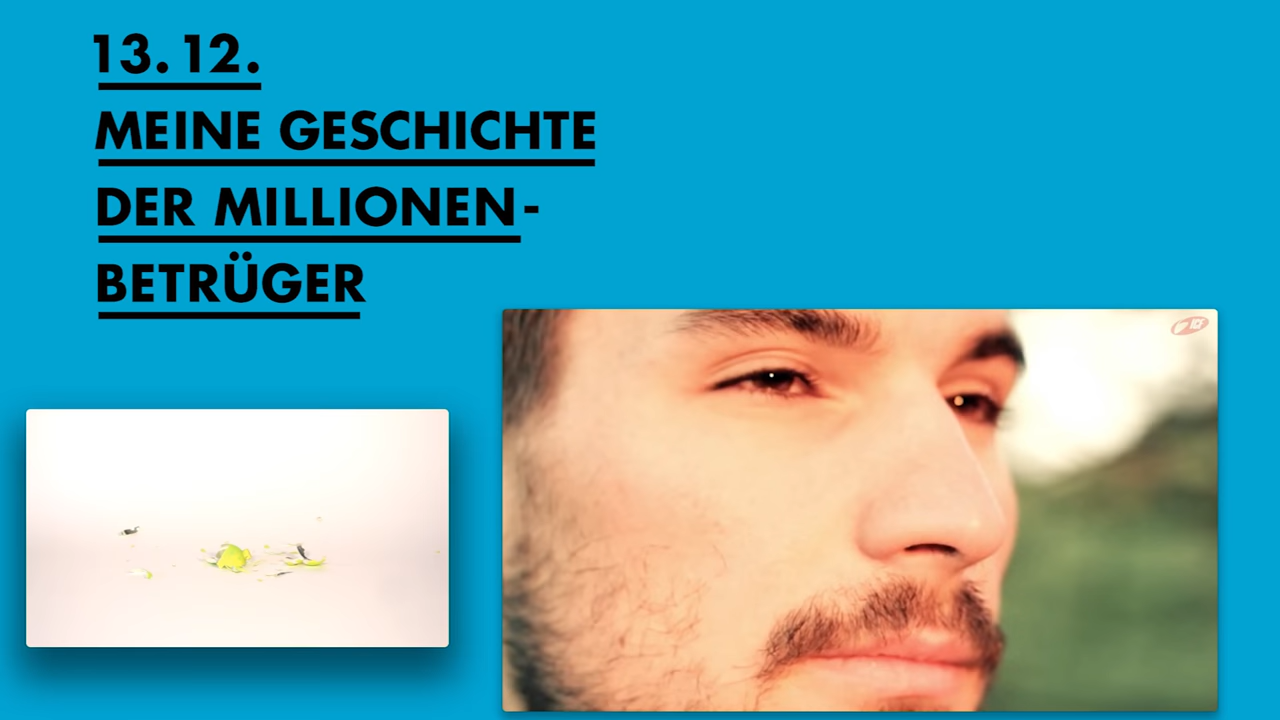 13. 12.
MEINE GESCHICHTE
DER MILLIONEN-
BETRÜGER